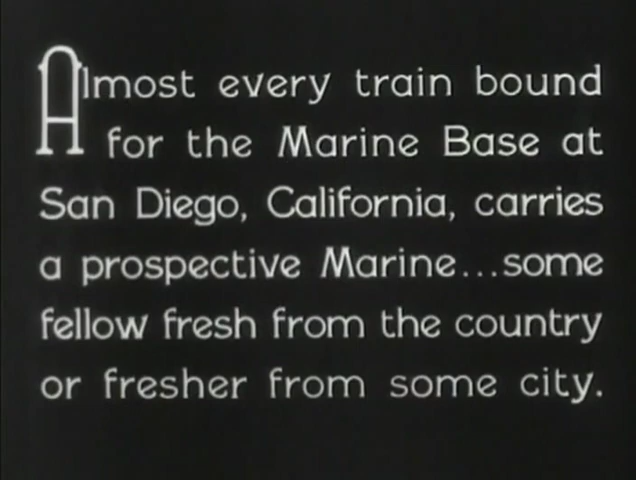 Almost every train bound
for the Marine Base at
San Diego, California, carries
a prospective Marine...some
fellow fresh from the country
or fresher from some city.